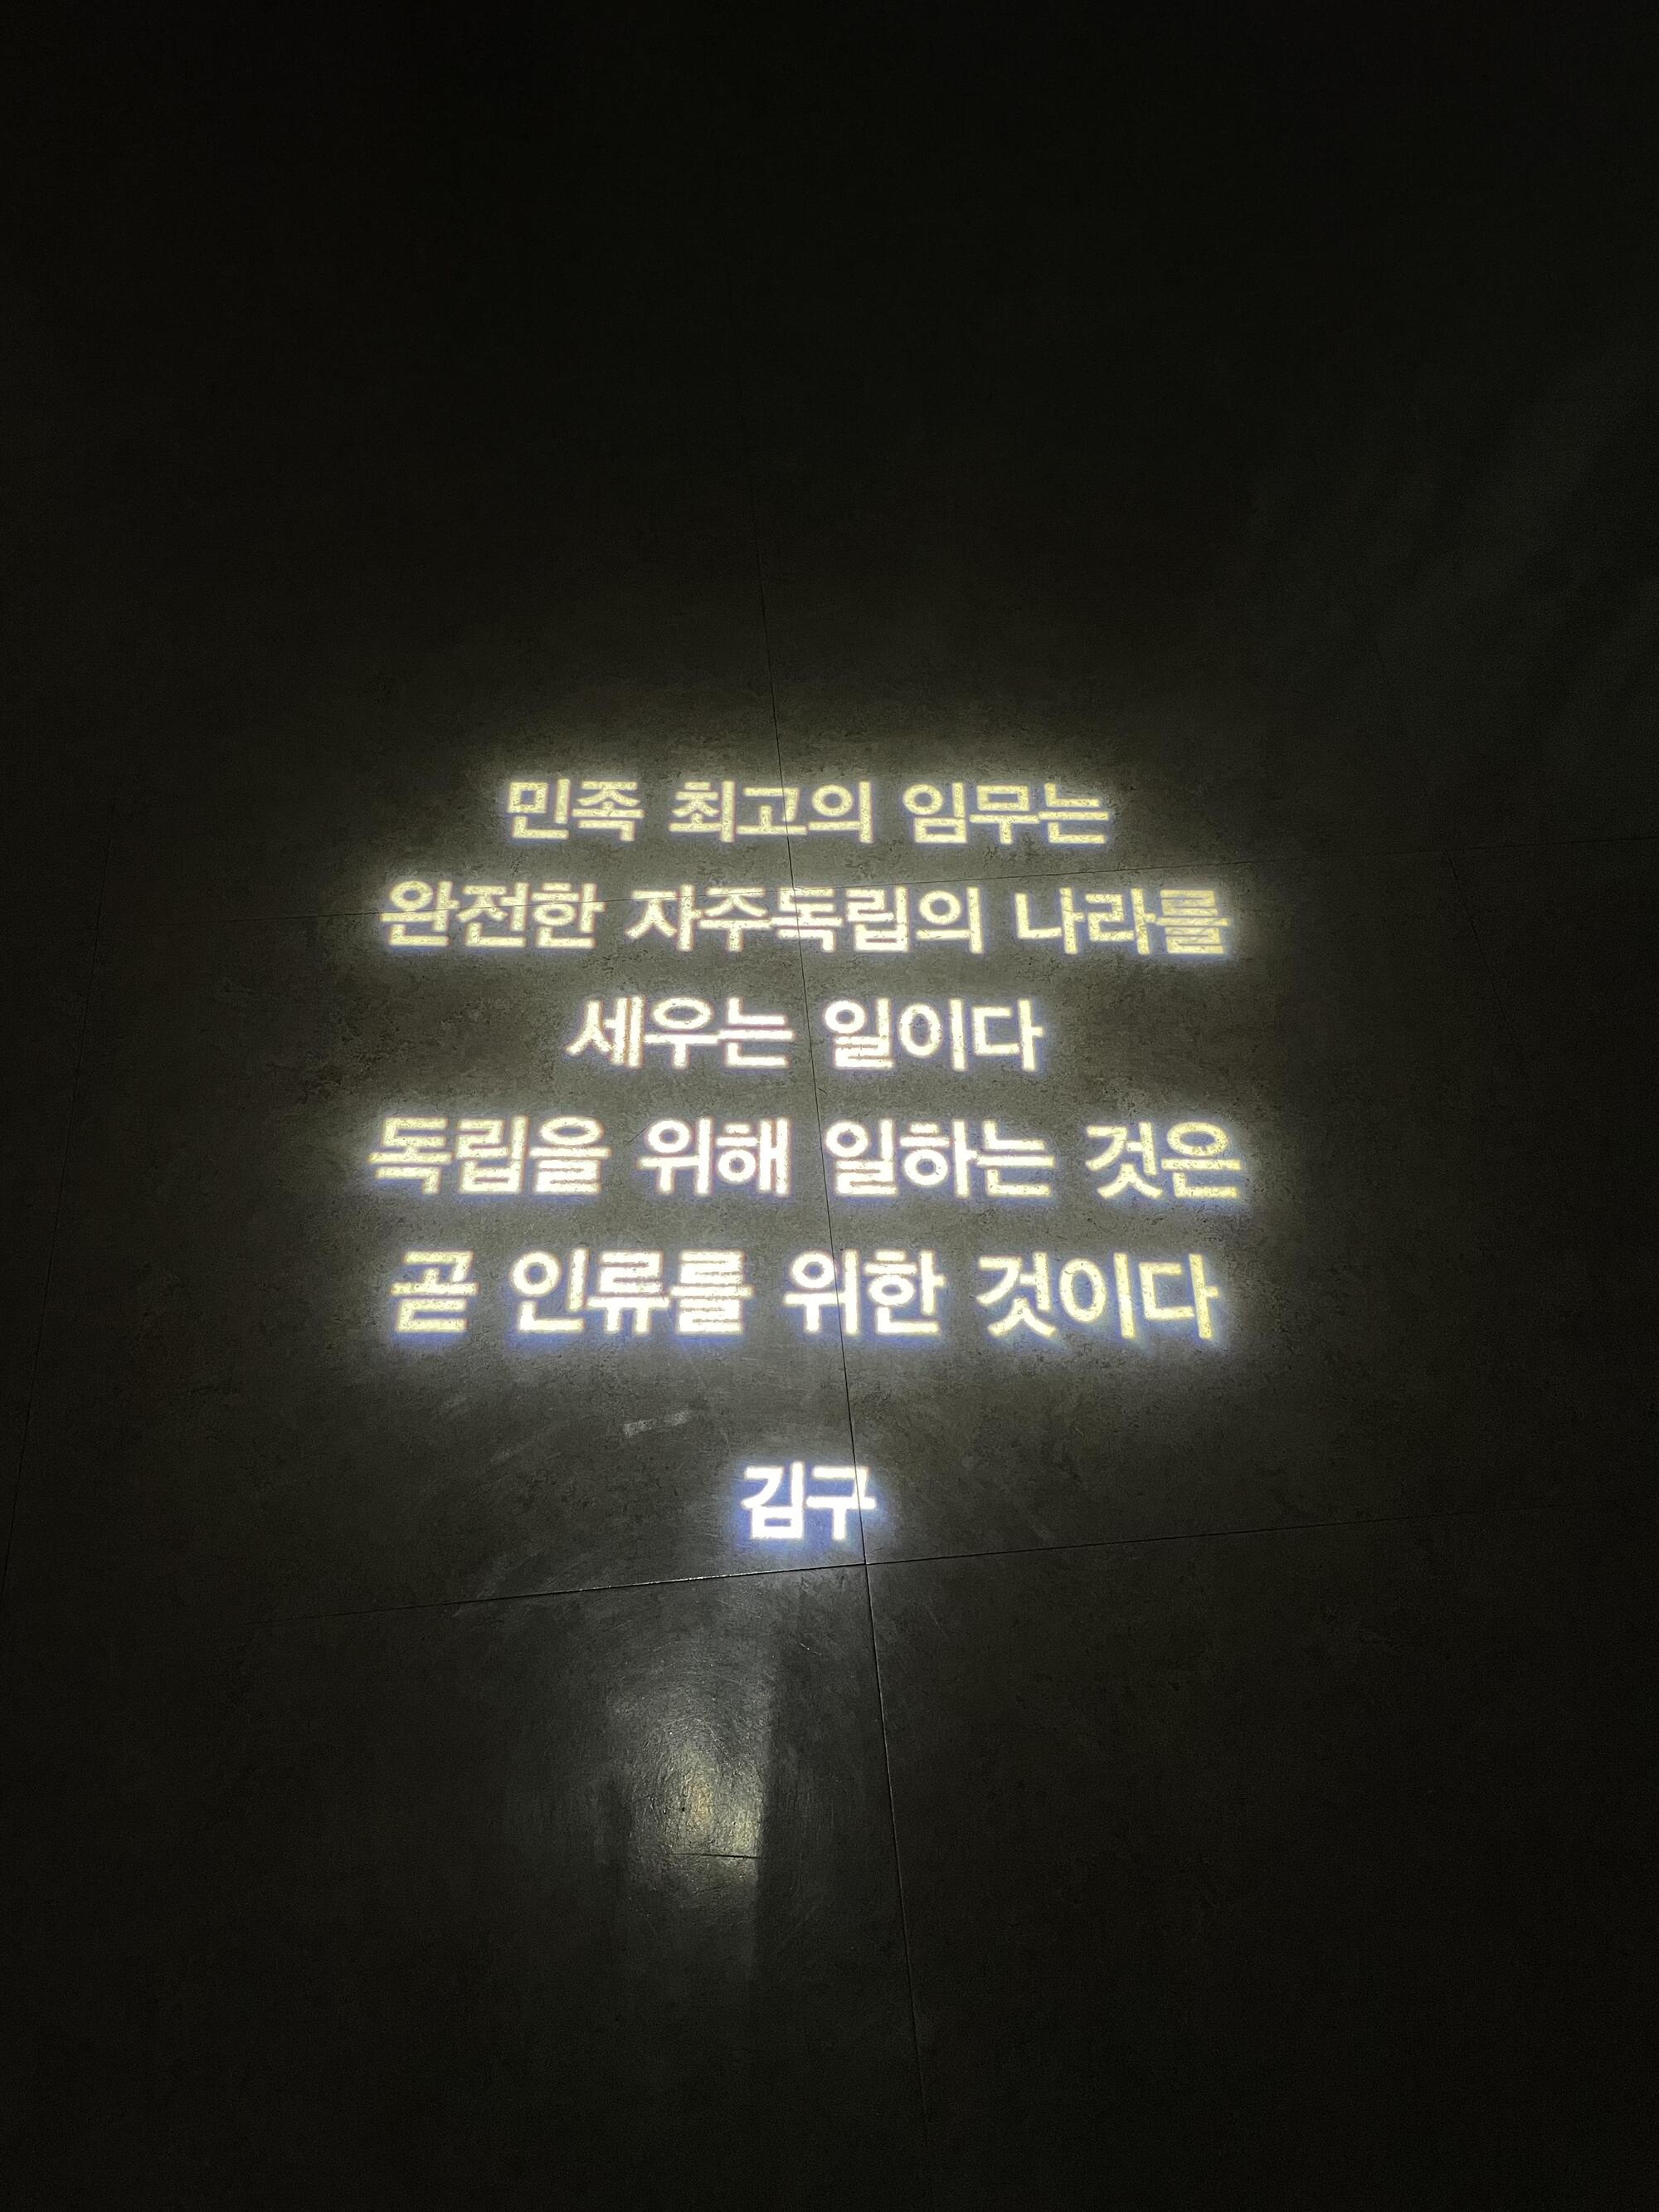 민족 최고의 임무는
완전한 자주독립의 나라를
세우는 일이다
독립을 위해 일하는 것은
곧 인류를 위한 것이다
김구